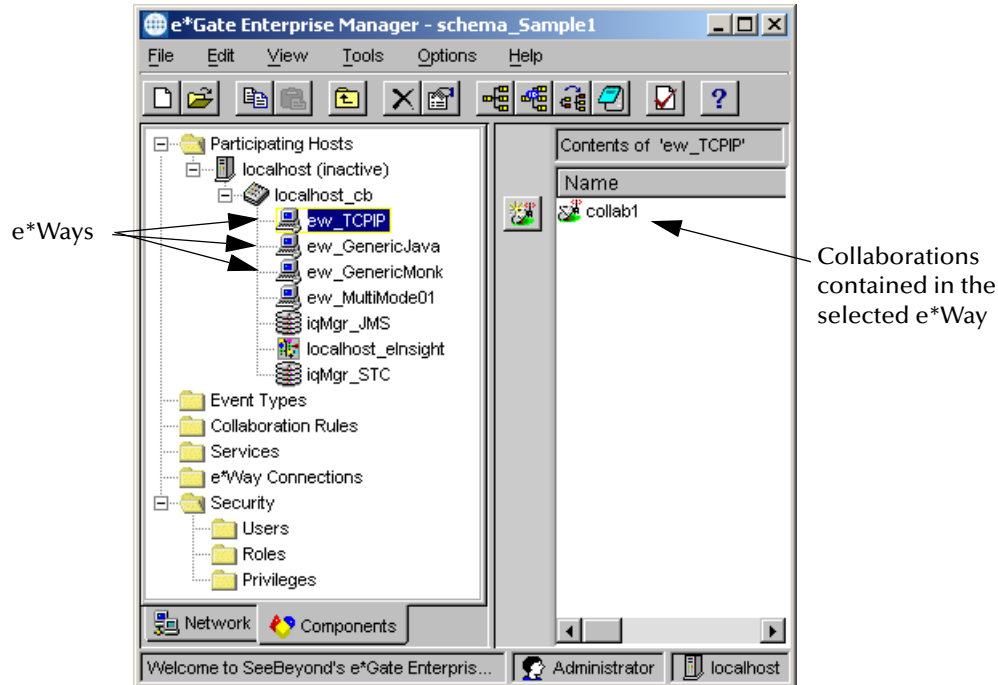 e*Gate Enterprise Manager - schema_Sample1
File Edit View Tools Options Help
Participating Hosts
localhost (inactive)
localhost_cb
ew_TCPIP
ew_GenericJava
ew_GenericMonk
ew_MultiMode01
iqMgr_JMS
localhost_eInsight
iqMgr_STC
Event Types
Collaboration Rules
Services
e*Way Connections
Security
Users
Roles
Privileges
Network Components
Contents of 'ew_TCPIP'
Name
collab1
Welcome to SeeBeyond's e*Gate Enterpris... Administrator localhost
e*Ways
Collaborations
contained in the
selected e*Way